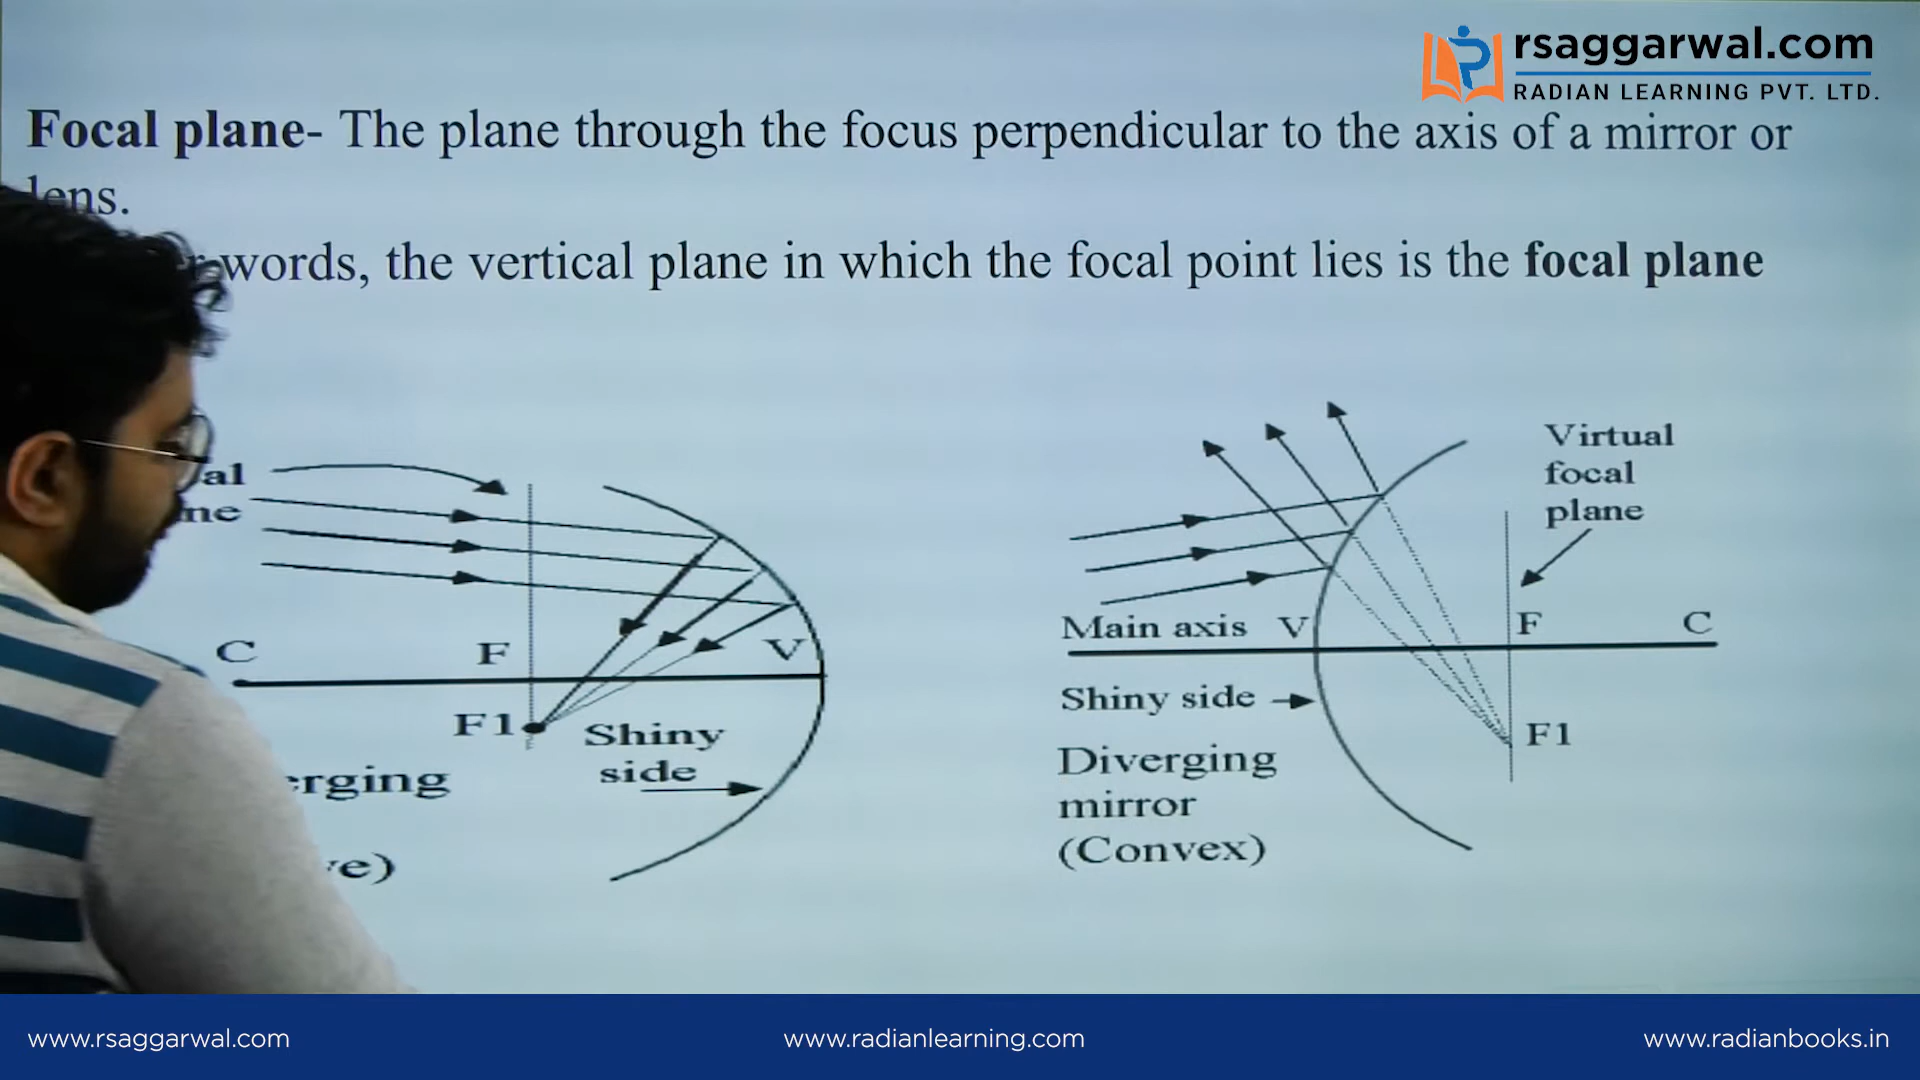 rsaggarwal.com
RADIAN LEARNING PVT. LTD.
Focal plane- The plane through the focus perpendicular to the axis of a mirror or
lens.
words, the vertical plane in which the focal point lies is the focal plane
C
F
V
F1
Shiny
side
Virtual
focal
plane
Main axis V
F
C
Shiny side
F1
Diverging
mirror
(Convex)
www.rsaggarwal.com
www.radianlearning.com
www.radianbooks.in